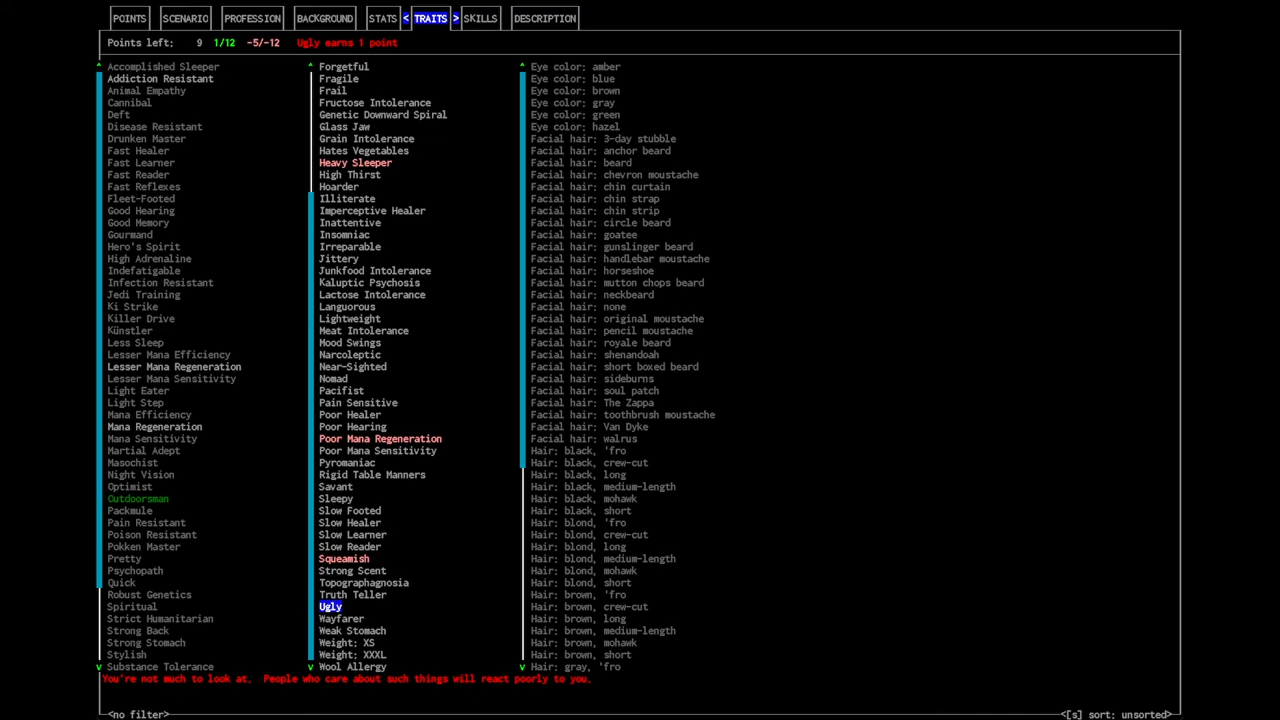 POINTS SCENARIO PROFESSION BACKGROUND STATS < TRAITS > SKILLS DESCRIPTION
Points left: 9 1/12 -5/-12 Ugly earns 1 point
^ Accomplished Sleeper
Addiction Resistant
Animal Empathy
Cannibal
Deft
Disease Resistant
Drunken Master
Fast Healer
Fast Learner
Fast Reader
Fast Reflexes
Fleet-Footed
Good Hearing
Good Memory
Gourmand
Hero's Spirit
High Adrenaline
Indefatigable
Infection Resistant
Jedi Training
Ki Strike
Killer Drive
Künstler
Less Sleep
Lesser Mana Efficiency
Lesser Mana Regeneration
Lesser Mana Sensitivity
Light Eater
Light Step
Mana Efficiency
Mana Regeneration
Mana Sensitivity
Martial Adept
Masochist
Night Vision
Optimist
Outdoorsman
Packmule
Pain Resistant
Poison Resistant
Pokken Master
Pretty
Psychopath
Quick
Robust Genetics
Spiritual
Strict Humanitarian
Strong Back
Strong Stomach
Stylish
v Substance Tolerance
^ Forgetful
Fragile
Frail
Fructose Intolerance
Genetic Downward Spiral
Glass Jaw
Grain Intolerance
Hates Vegetables
Heavy Sleeper
High Thirst
Hoarder
Illiterate
Imperceptive Healer
Inattentive
Insomniac
Irreparable
Jittery
Junkfood Intolerance
Kaluptic Psychosis
Lactose Intolerance
Languorous
Lightweight
Meat Intolerance
Mood Swings
Narcoleptic
Near-Sighted
Nomad
Pacifist
Pain Sensitive
Poor Healer
Poor Hearing
Poor Mana Regeneration
Poor Mana Sensitivity
Pyromaniac
Rigid Table Manners
Savant
Sleepy
Slow Footed
Slow Healer
Slow Learner
Slow Reader
Squeamish
Strong Scent
Topographagnosia
Truth Teller
Ugly
Wayfarer
Weak Stomach
Weight: XS
Weight: XXXL
v Wool Allergy
^ Eye color: amber
Eye color: blue
Eye color: brown
Eye color: gray
Eye color: green
Eye color: hazel
Facial hair: 3-day stubble
Facial hair: anchor beard
Facial hair: beard
Facial hair: chevron moustache
Facial hair: chin curtain
Facial hair: chin strap
Facial hair: chin strip
Facial hair: circle beard
Facial hair: goatee
Facial hair: gunslinger beard
Facial hair: handlebar moustache
Facial hair: horseshoe
Facial hair: mutton chops beard
Facial hair: neckbeard
Facial hair: none
Facial hair: original moustache
Facial hair: pencil moustache
Facial hair: royale beard
Facial hair: shenandoah
Facial hair: short boxed beard
Facial hair: sideburns
Facial hair: soul patch
Facial hair: The Zappa
Facial hair: toothbrush moustache
Facial hair: Van Dyke
Facial hair: walrus
Hair: black, 'fro
Hair: black, crew-cut
Hair: black, long
Hair: black, medium-length
Hair: black, mohawk
Hair: black, short
Hair: blond, 'fro
Hair: blond, crew-cut
Hair: blond, long
Hair: blond, medium-length
Hair: blond, mohawk
Hair: blond, short
Hair: brown, 'fro
Hair: brown, crew-cut
Hair: brown, long
Hair: brown, medium-length
Hair: brown, mohawk
Hair: brown, short
v Hair: gray, 'fro
You're not much to look at. People who care about such things will react poorly to you.
<no filter> <[s] sort: unsorted>